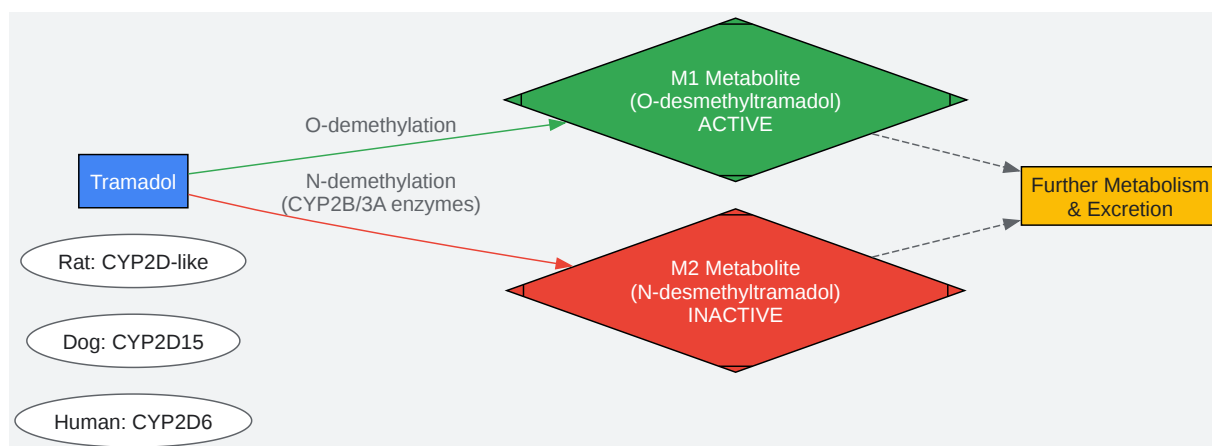 M1 Metabolite
(O-desmethyltramadol)
ACTIVE
O-demethylation
Tramadol
N-demethylation
(CYP2B/3A enzymes)
Further Metabolism
& Excretion
Rat: CYP2D-like
M2 Metabolite
(N-desmethyltramadol)
INACTIVE
Dog: CYP2D15
Human: CYP2D6